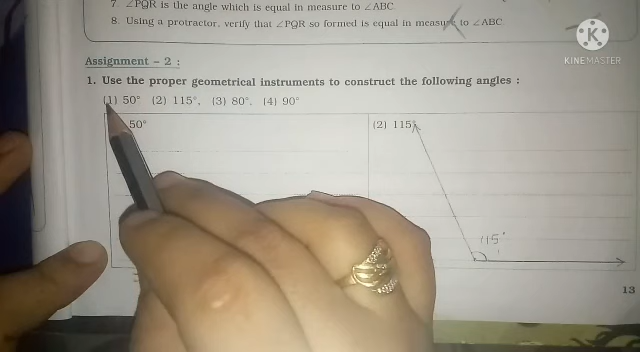 7. ∠PQR is the angle which is equal in measure to ∠ABC
8. Using a protractor, verify that ∠PQR so formed is equal in measure to ∠ABC
KINEMASTER
Assignment – 2 :
1. Use the proper geometrical instruments to construct the following angles :
(1) 50° (2) 115°, (3) 80°. (4) 90°
50°
(2) 115°
115°
13